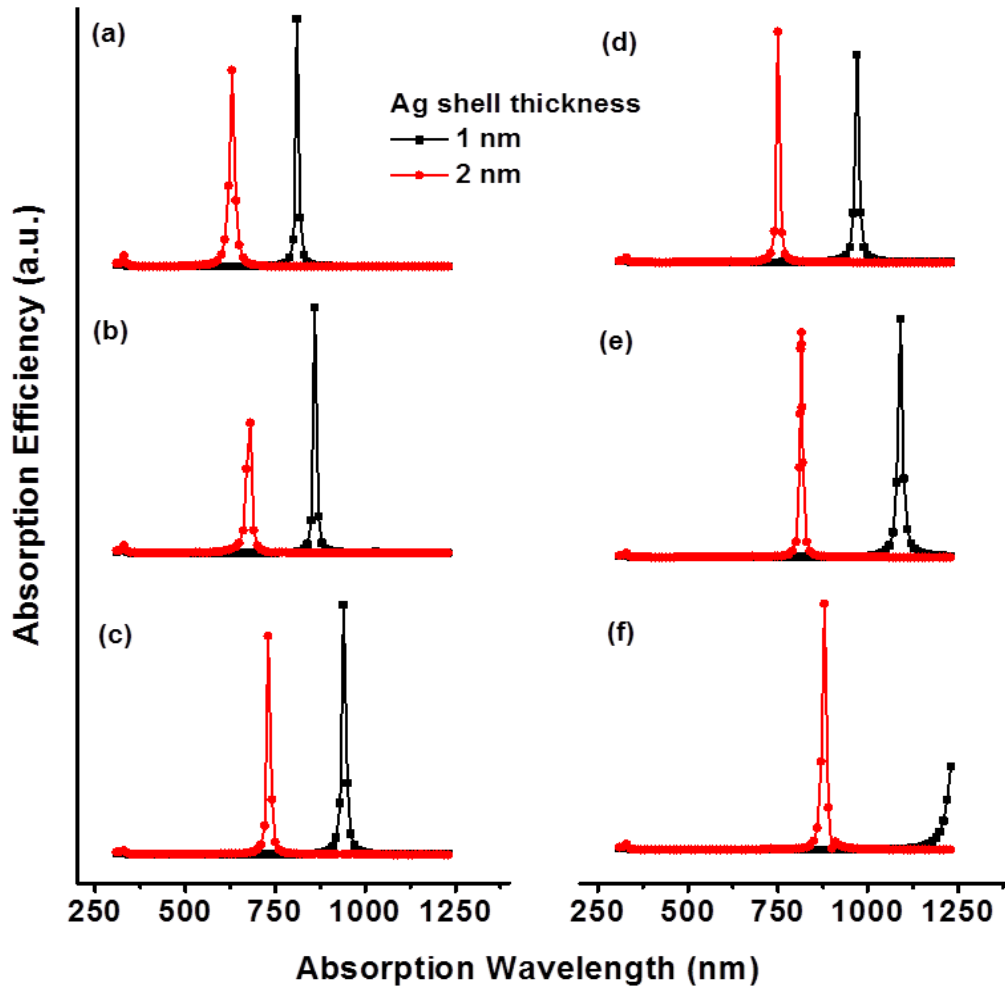 (a)
(d)
Ag shell thickness
1 nm
2 nm
(b)
(e)
(c)
(f)
Absorption Efficiency (a.u.)
250 500 750 1000 1250 250 500 750 1000 1250
Absorption Wavelength (nm)